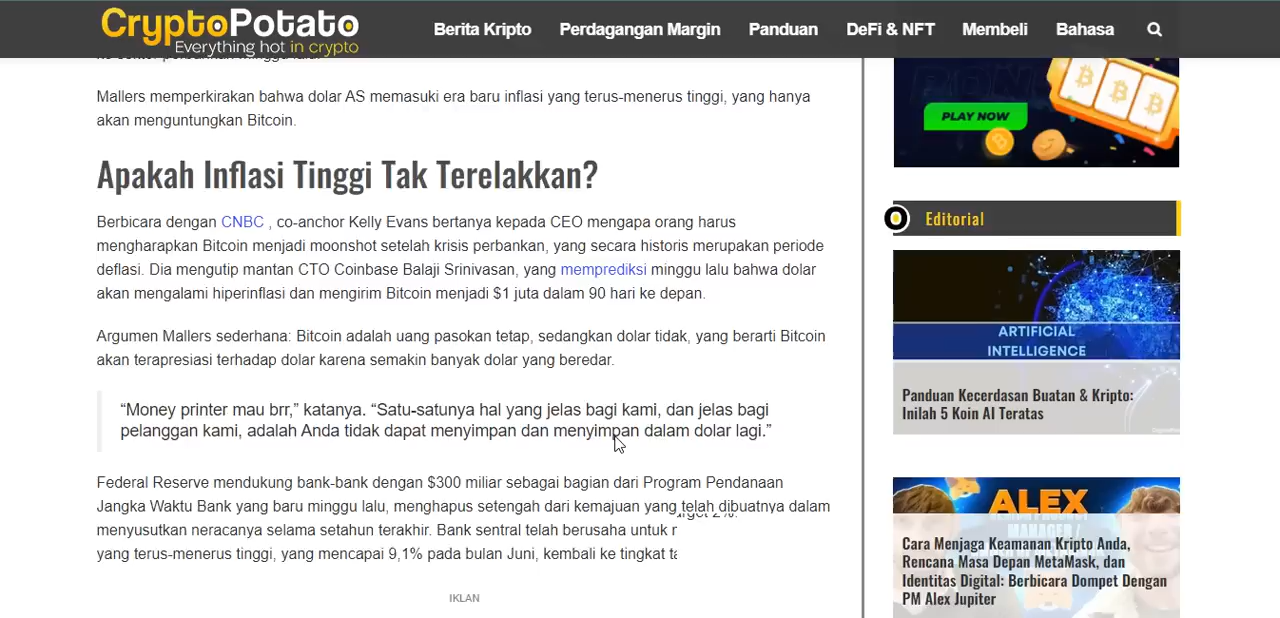 CryptoPotato
Everything hot in crypto
Berita Kripto
Perdagangan Margin
Panduan
DeFi & NFT
Membeli
Bahasa
Mallers memperkirakan bahwa dolar AS memasuki era baru inflasi yang terus-menerus tinggi, yang hanya
akan menguntungkan Bitcoin.
Apakah Inflasi Tinggi Tak Terelakkan?
Berbicara dengan CNBC , co-anchor Kelly Evans bertanya kepada CEO mengapa orang harus
mengharapkan Bitcoin menjadi moonshot setelah krisis perbankan, yang secara historis merupakan periode
deflasi. Dia mengutip mantan CTO Coinbase Balaji Srinivasan, yang memprediksi minggu lalu bahwa dolar
akan mengalami hiperinflasi dan mengirim Bitcoin menjadi $1 juta dalam 90 hari ke depan.
Argumen Mallers sederhana: Bitcoin adalah uang pasokan tetap, sedangkan dolar tidak, yang berarti Bitcoin
akan terapresiasi terhadap dolar karena semakin banyak dolar yang beredar.
“Money printer mau brr,” katanya. “Satu-satunya hal yang jelas bagi kami, dan jelas bagi
pelanggan kami, adalah Anda tidak dapat menyimpan dan menyimpan dalam dolar lagi.”
Federal Reserve mendukung bank-bank dengan $300 miliar sebagai bagian dari Program Pendanaan
Jangka Waktu Bank yang baru minggu lalu, menghapus setengah dari kemajuan yang telah dibuatnya dalam
menyusutkan neracanya selama setahun terakhir. Bank sentral telah berusaha untuk
yang terus-menerus tinggi, yang mencapai 9,1% pada bulan Juni, kembali ke tingkat
IKLAN
PLAY NOW
Editorial
ARTIFICIAL
INTELLIGENCE
Panduan Kecerdasan Buatan & Kripto:
Inilah 5 Koin AI Teratas
ALEX
Cara Menjaga Keamanan Kripto Anda,
Rencana Masa Depan MetaMask, dan
Identitas Digital: Berbicara Dompet Dengan
PM Alex Jupiter